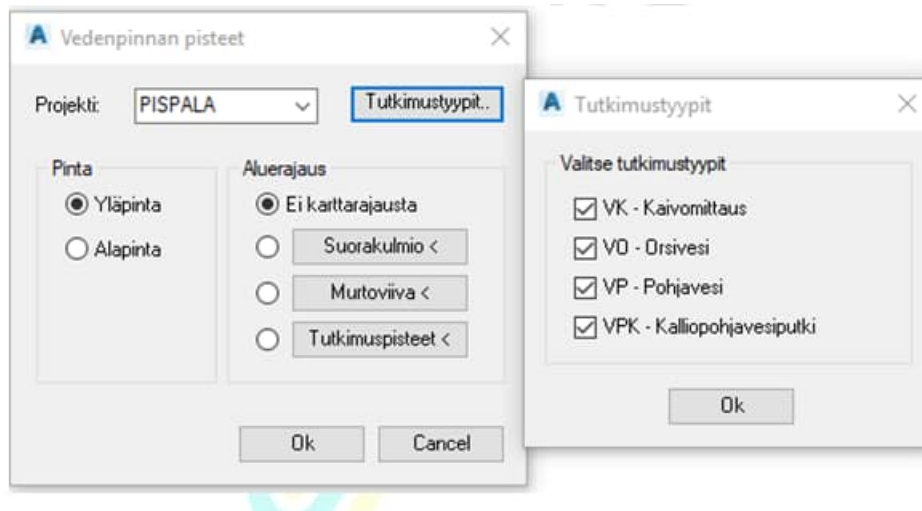 Vedenpinnan pisteet
Projekti:
PISPALA
Tutkimustyypit..
Pinta
Yläpinta
Alapinta
Aluerajaus
Ei karttarajausta
Suorakulmio <
Murtoviiva <
Tutkimuspisteet <
Ok
Cancel
Tutkimustyypit
Valitse tutkimustyypit
VK - Kaivomittaus
VO - Orsivesi
VP - Pohjavesi
VPK - Kalliopohjavesiputki
Ok